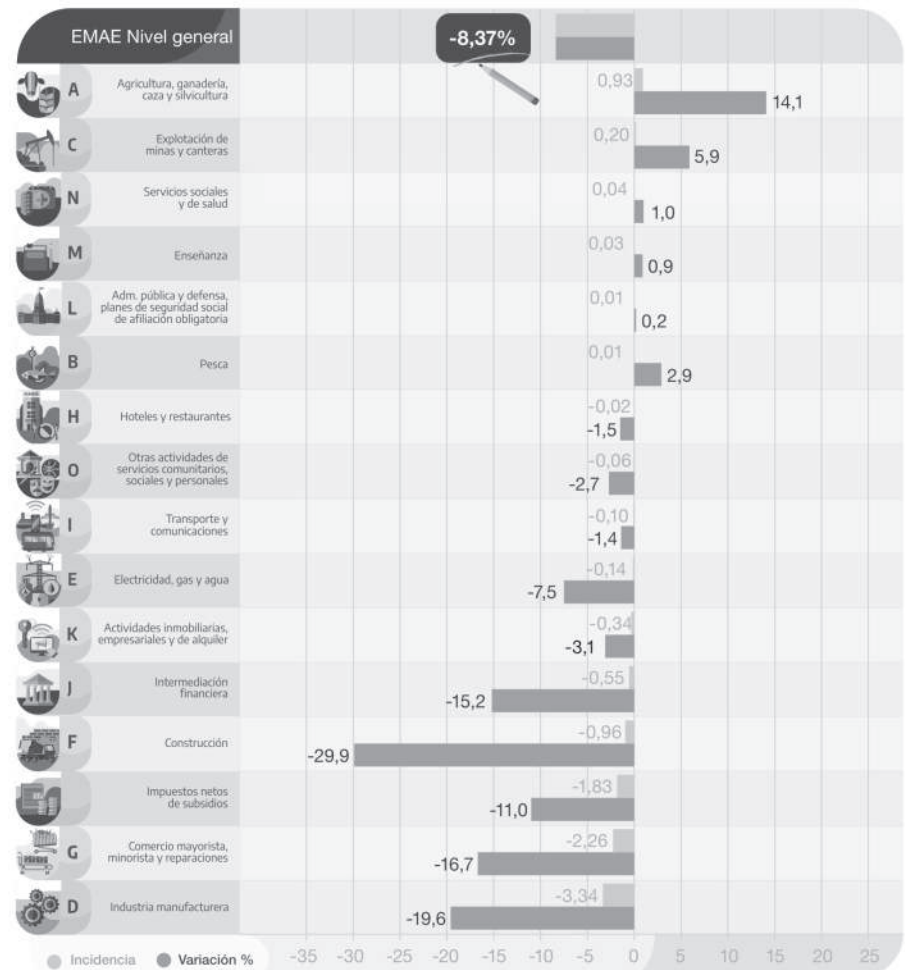 EMAE Nivel general
-8,37%
A
Agricultura, ganadería,
caza y silvicultura
0,93
14,1
C
Explotación de
minas y canteras
0,20
5,9
N
Servicios sociales
y de salud
0,04
1,0
M
Enseñanza
0,03
0,9
L
Adm. pública y defensa,
planes de seguridad social
de afiliación obligatoria
0,01
0,2
B
Pesca
0,01
2,9
H
Hoteles y restaurantes
-0,02
-1,5
O
Otras actividades de
servicios comunitarios,
sociales y personales
-0,06
-2,7
I
Transporte y
comunicaciones
-0,10
-1,4
E
Electricidad, gas y agua
-0,14
-7,5
K
Actividades inmobiliarias,
empresariales y de alquiler
-0,34
-3,1
J
Intermediación
financiera
-0,55
-15,2
F
Construcción
-0,96
-29,9
Impuestos netos
de subsidios
-1,83
-11,0
G
Comercio mayorista,
minorista y reparaciones
-2,26
-16,7
D
Industria manufacturera
-3,34
-19,6
Incidencia Variación %
-35 -30 -25 -20 -15 -10 -5 0 5 10 15 20 25